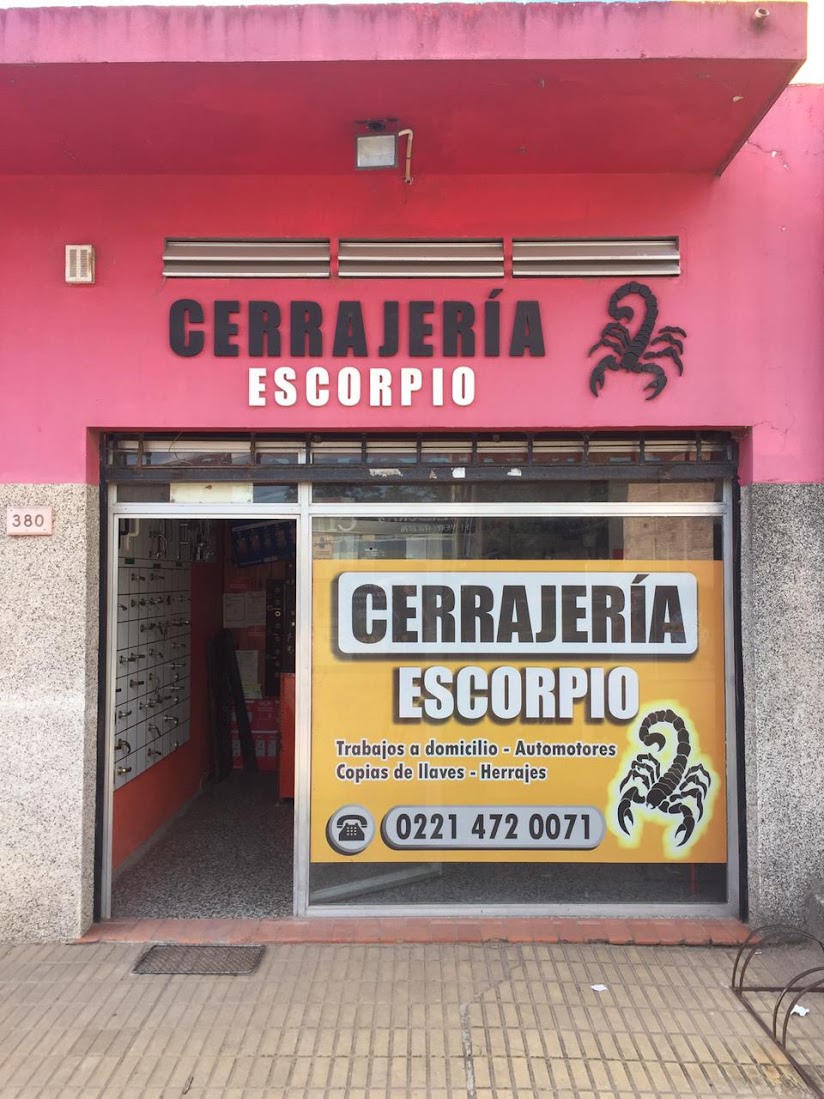 CERRAJERÍA
ESCORPIO
380
CERRAJERÍA
ESCORPIO
Trabajos a domicilio - Automotores
Copias de llaves - Herrajes
0221 472 0071